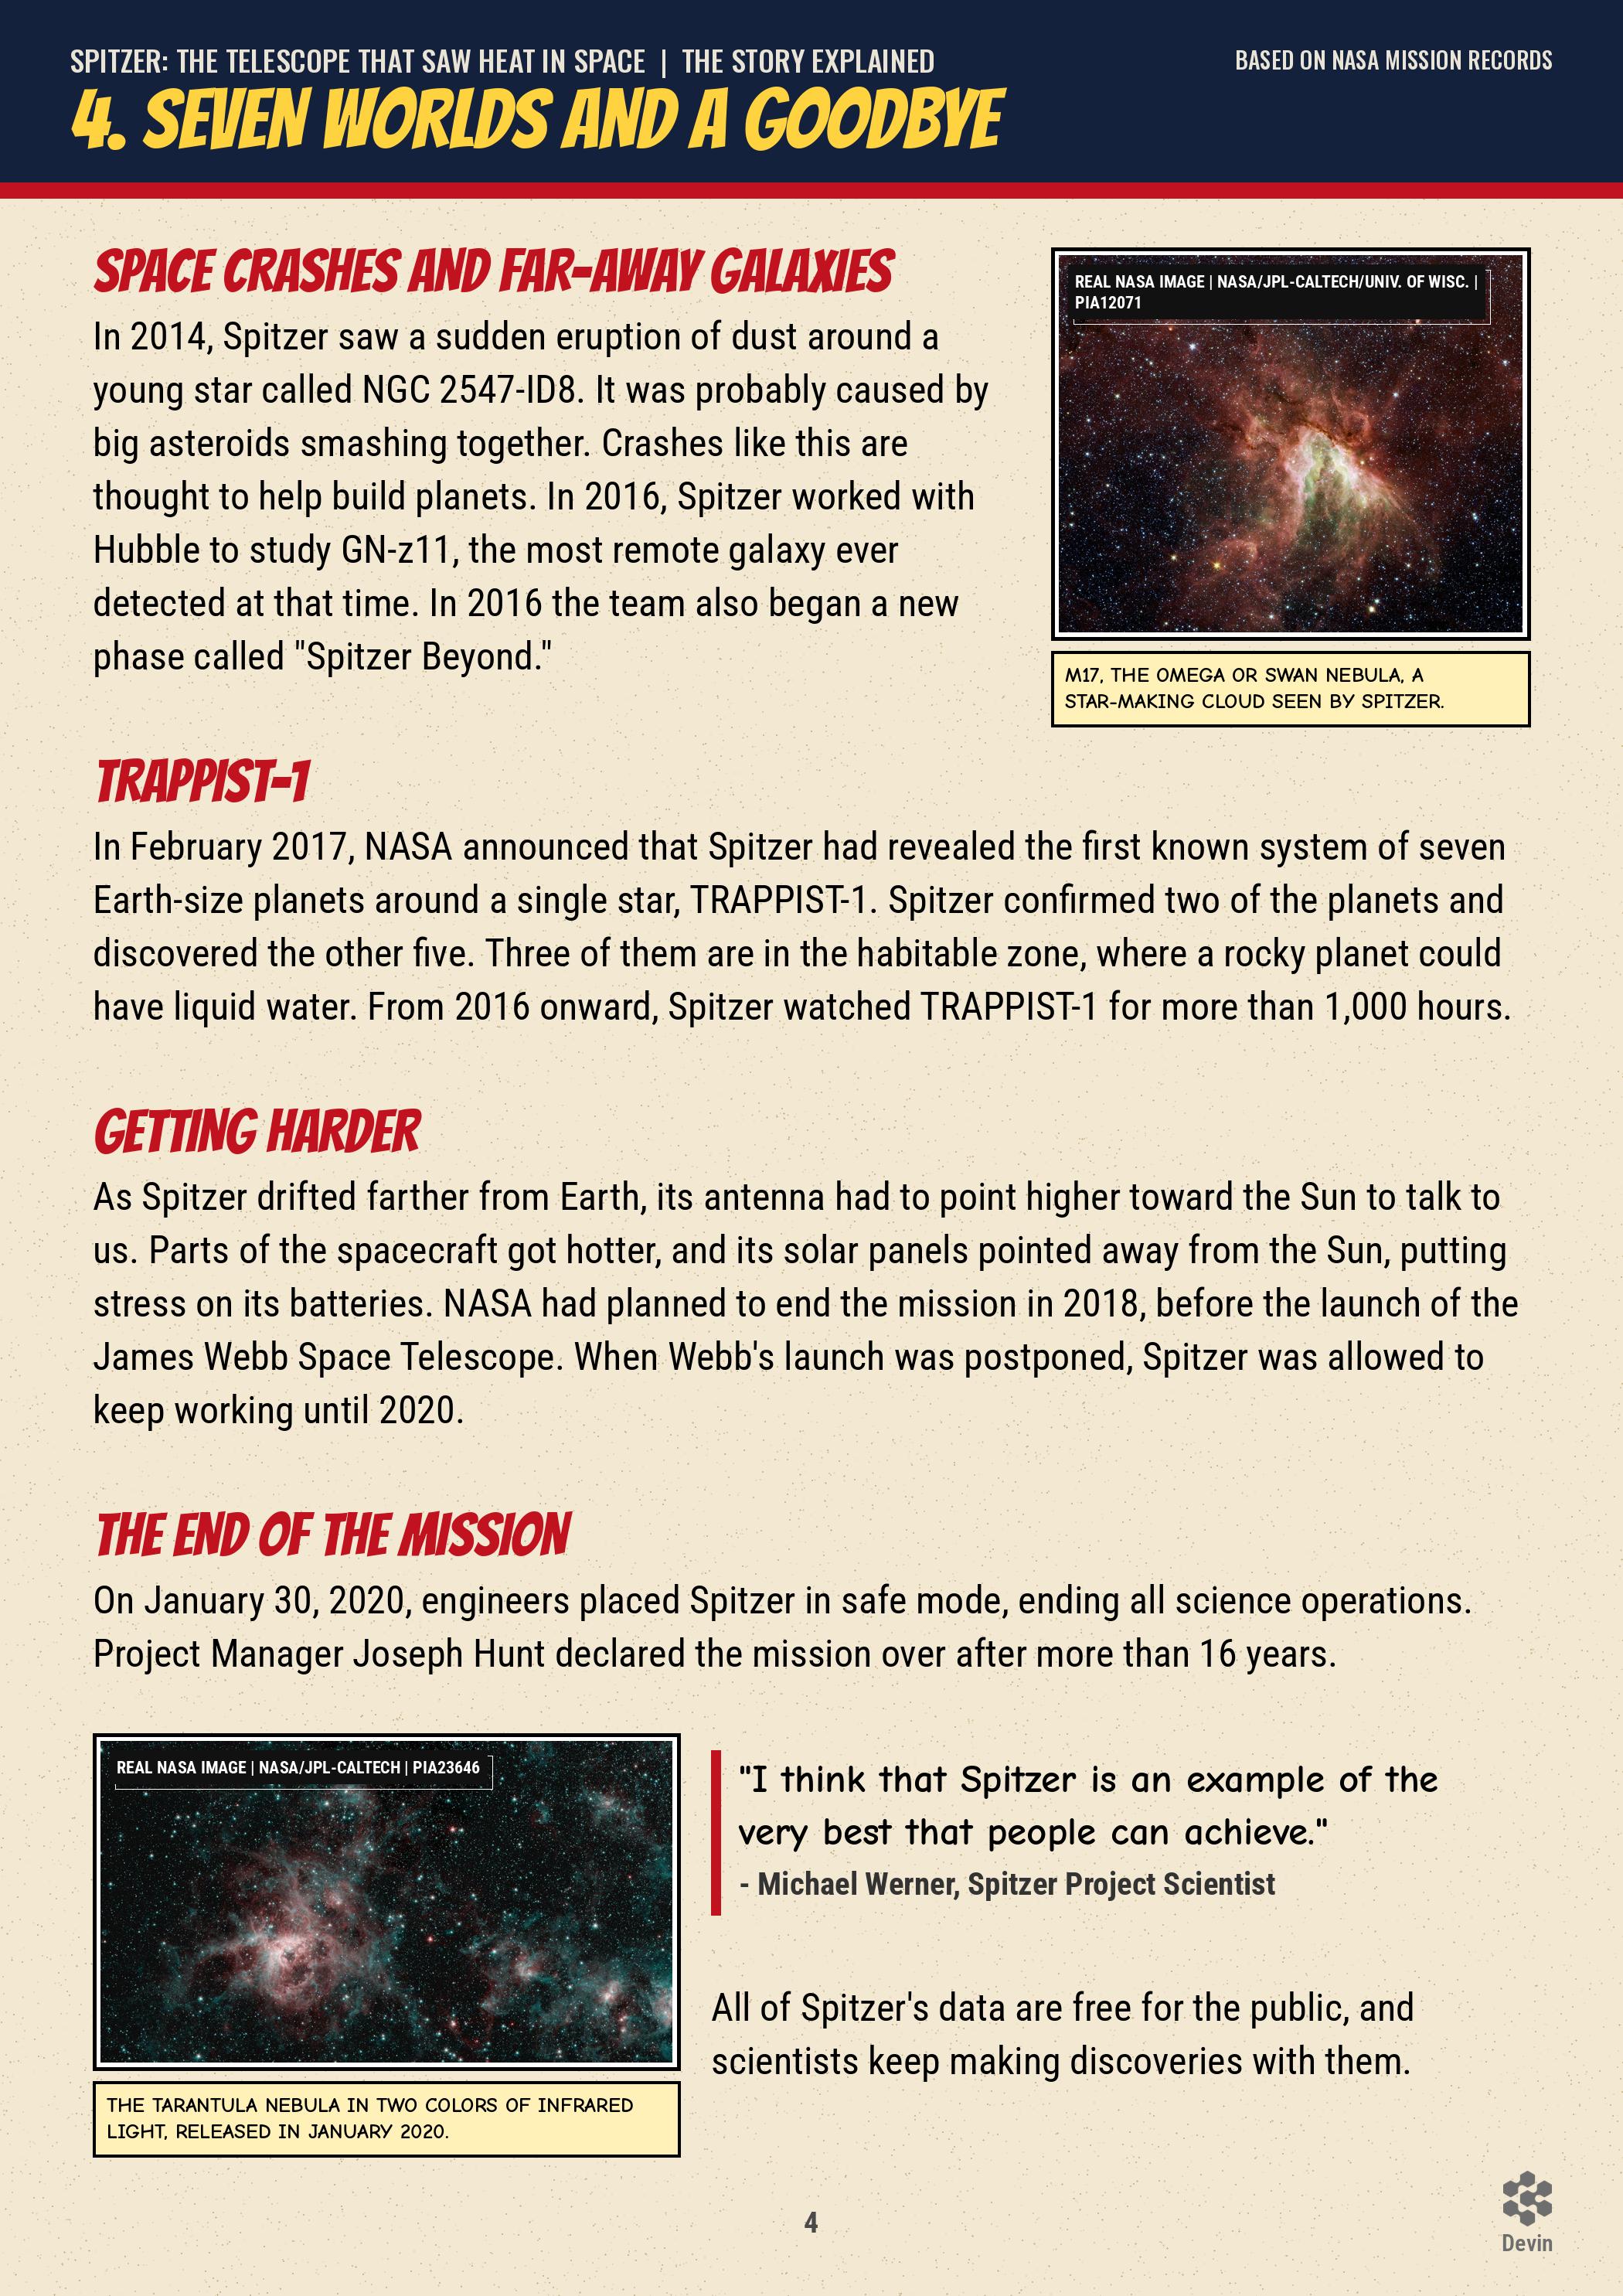 SPITZER: THE TELESCOPE THAT SAW HEAT IN SPACE | THE STORY EXPLAINED
BASED ON NASA MISSION RECORDS
4. SEVEN WORLDS AND A GOODBYE
SPACE CRASHES AND FAR-AWAY GALAXIES
In 2014, Spitzer saw a sudden eruption of dust around a
young star called NGC 2547-ID8. It was probably caused by
big asteroids smashing together. Crashes like this are
thought to help build planets. In 2016, Spitzer worked with
Hubble to study GN-z11, the most remote galaxy ever
detected at that time. In 2016 the team also began a new
phase called "Spitzer Beyond."
REAL NASA IMAGE | NASA/JPL-CALTECH/UNIV. OF WISC. |
PIA12071
M17, THE OMEGA OR SWAN NEBULA, A
STAR-MAKING CLOUD SEEN BY SPITZER.
TRAPPIST-1
In February 2017, NASA announced that Spitzer had revealed the first known system of seven
Earth-size planets around a single star, TRAPPIST-1. Spitzer confirmed two of the planets and
discovered the other five. Three of them are in the habitable zone, where a rocky planet could
have liquid water. From 2016 onward, Spitzer watched TRAPPIST-1 for more than 1,000 hours.
GETTING HARDER
As Spitzer drifted farther from Earth, its antenna had to point higher toward the Sun to talk to
us. Parts of the spacecraft got hotter, and its solar panels pointed away from the Sun, putting
stress on its batteries. NASA had planned to end the mission in 2018, before the launch of the
James Webb Space Telescope. When Webb's launch was postponed, Spitzer was allowed to
keep working until 2020.
THE END OF THE MISSION
On January 30, 2020, engineers placed Spitzer in safe mode, ending all science operations.
Project Manager Joseph Hunt declared the mission over after more than 16 years.
REAL NASA IMAGE | NASA/JPL-CALTECH | PIA23646
THE TARANTULA NEBULA IN TWO COLORS OF INFRARED
LIGHT, RELEASED IN JANUARY 2020.
"I think that Spitzer is an example of the
very best that people can achieve."
- Michael Werner, Spitzer Project Scientist
All of Spitzer's data are free for the public, and
scientists keep making discoveries with them.
4
Devin